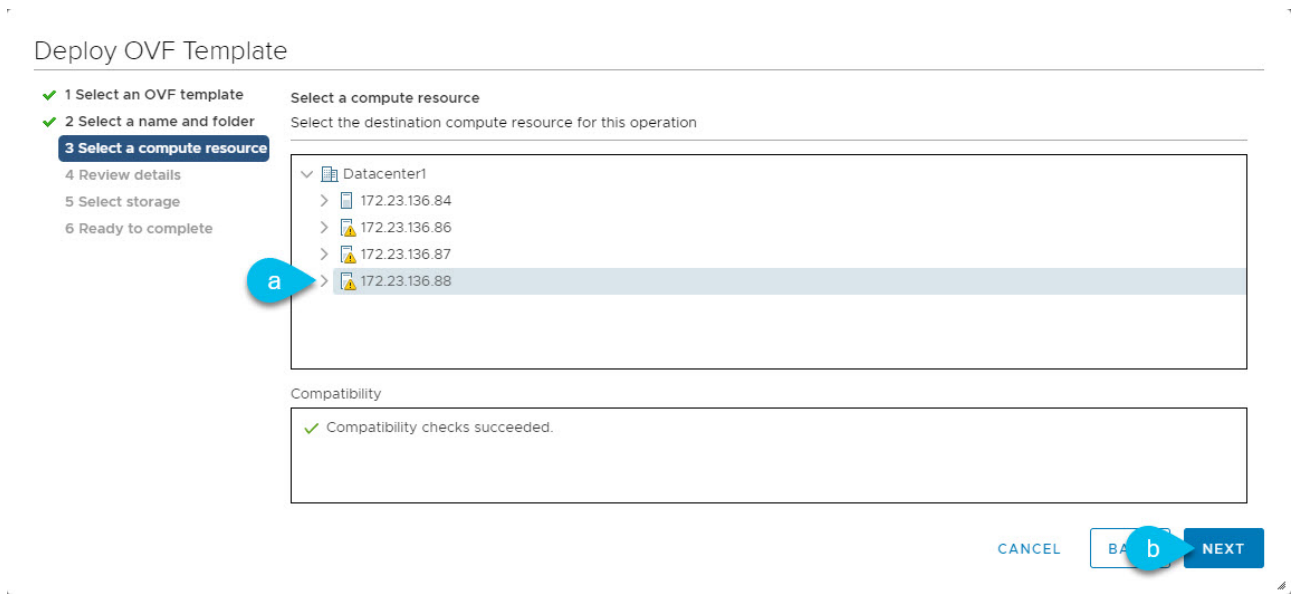 Deploy OVF Template
1 Select an OVF template
2 Select a name and folder
3 Select a compute resource
4 Review details
5 Select storage
6 Ready to complete
Select a compute resource
Select the destination compute resource for this operation
Datacenter1
172.23.136.84
172.23.136.86
172.23.136.87
a
172.23.136.88
Compatibility
Compatibility checks succeeded.
CANCEL
BA
b
NEXT